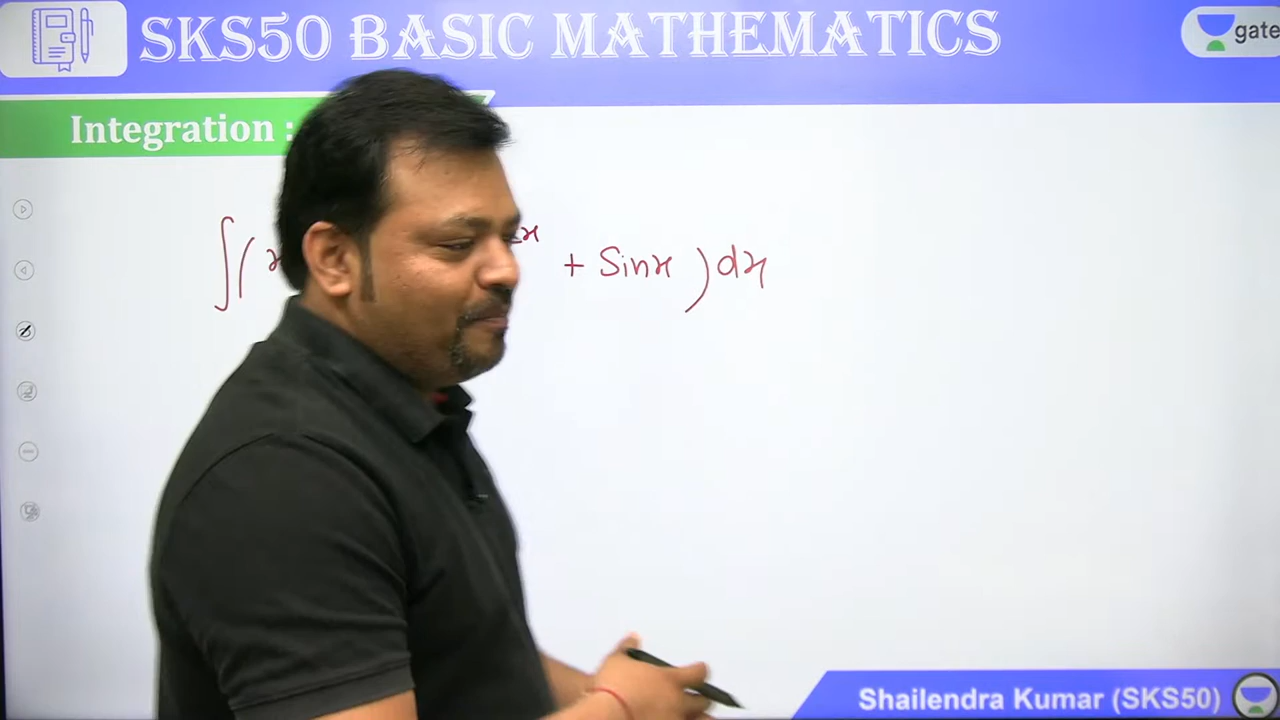 SKS50 BASIC MATHEMATICS
gate
Integration :
∫(x
x + Sinx ) dx
Shailendra Kumar (SKS50)